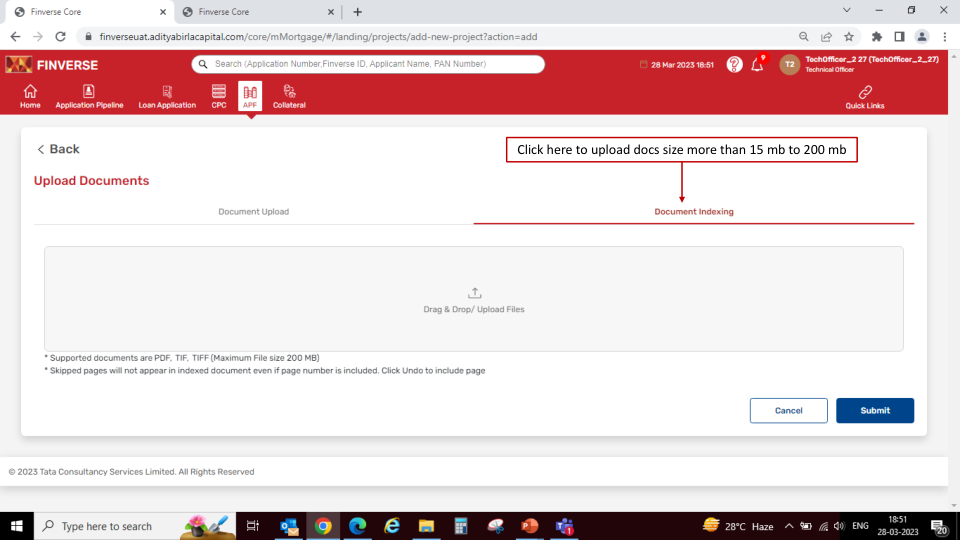 Finverse Core
Finverse Core
finverseuat.adityabirlacapital.com/core/mMortgage/#/landing/projects/add-new-project?action=add
FINVERSE
Search (Application Number,Finverse ID, Applicant Name, PAN Number)
28 Mar 2023 18:51
T2
TechOfficer_2 27 (TechOfficer_2_27)
Technical Officer
Home
Application Pipeline
Loan Application
CPC
APF
Collateral
Quick Links
Back
Click here to upload docs size more than 15 mb to 200 mb
Upload Documents
Document Upload
Document Indexing
Drag & Drop/ Upload Files
* Supported documents are PDF, TIF, TIFF (Maximum File size 200 MB)
* Skipped pages will not appear in indexed document even if page number is included. Click Undo to include page
Cancel
Submit
© 2023 Tata Consultancy Services Limited. All Rights Reserved
Type here to search
28°C Haze
ENG
18:51
28-03-2023
20